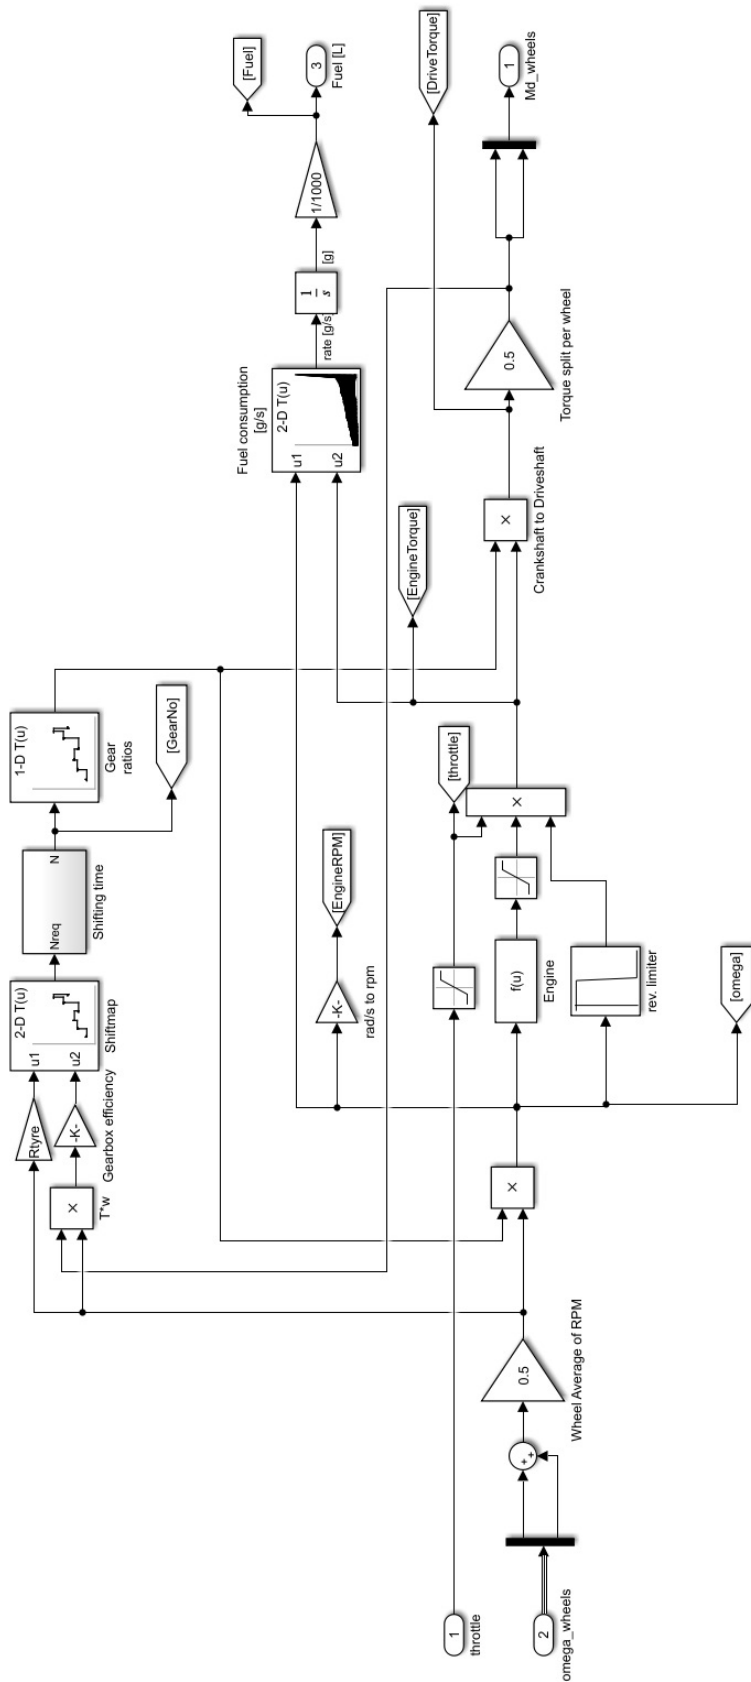 1
throttle
2
omega_wheels
+
+
0.5
Wheel Average of RPM
×
T*w
Rtyre
-K-
Gearbox efficiency
2-D T(u)
u1
u2
Shiftmap
Nreq
N
Shifting time
1-D T(u)
Gear
ratios
[GearNo]
×
-K-
rad/s to rpm
[EngineRPM]
f(u)
Engine
rev. limiter
[omega]
[throttle]
×
[EngineTorque]
Fuel consumption
[g/s]
2-D T(u)
u1
u2
rate [g/s]
1
s
[g]
1/1000
[Fuel]
3
Fuel [L]
×
Crankshaft to Driveshaft
0.5
Torque split per wheel
[DriveTorque]
1
Md_wheels